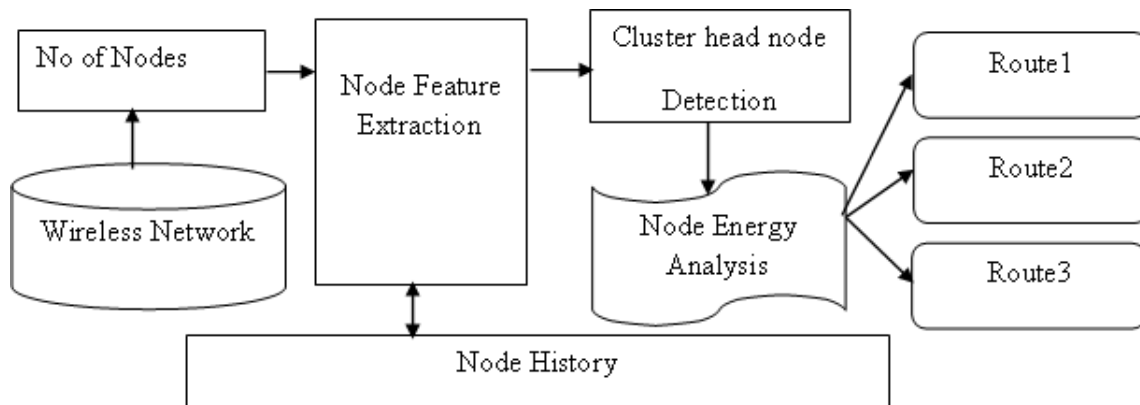 No of Nodes
Node Feature
Extraction
Cluster head node
Detection
Route1
Route2
Route3
Wireless Network
Node Energy
Analysis
Node History